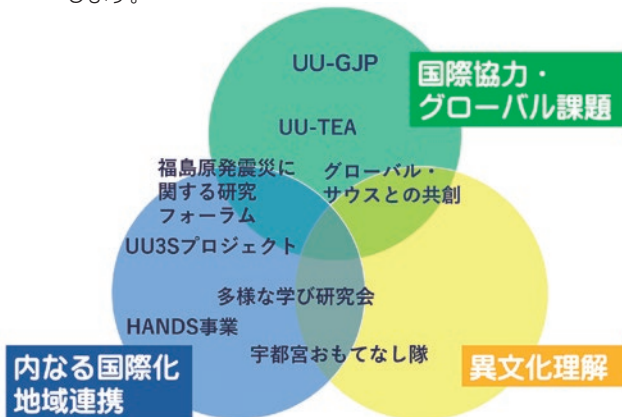 します。
UU-GJP
国際協力・
グローバル課題
UU-TEA
福島原発震災に
関する研究
フォーラム
グローバル・
サウスとの共創
UU3Sプロジェクト
多様な学び研究会
HANDS事業
宇都宮おもてなし隊
内なる国際化
地域連携
異文化理解